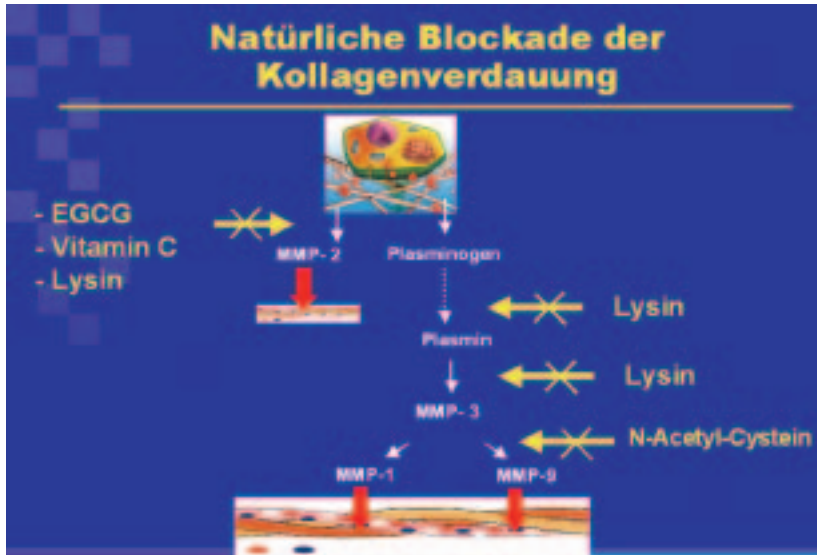 Natürliche Blockade der
Kollagenverdauung
- EGCG
- Vitamin C
- Lysin
MMP- 2
Plasminogen
Lysin
Plasmin
Lysin
MMP- 3
N-Acetyl-Cystein
MMP-1
MMP-9